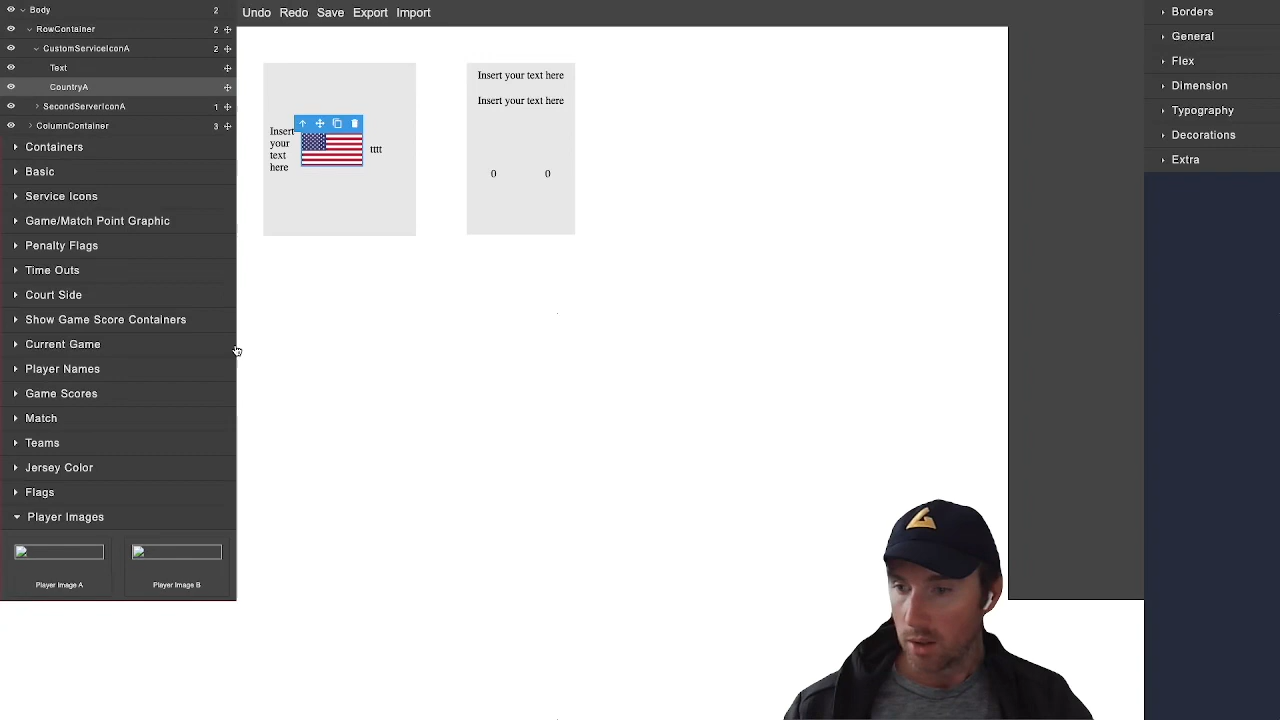 Body 2
RowContainer 2
CustomServiceIconA 2
Text
CountryA
SecondServerIconA 1
ColumnContainer 3
Containers
Basic
Service Icons
Game/Match Point Graphic
Penalty Flags
Time Outs
Court Side
Show Game Score Containers
Current Game
Player Names
Game Scores
Match
Teams
Jersey Color
Flags
Player Images
Player Image A
Player Image B
Undo Redo Save Export Import
Insert
your
text
here
tttt
Insert your text here
Insert your text here
0 0
Borders
General
Flex
Dimension
Typography
Decorations
Extra